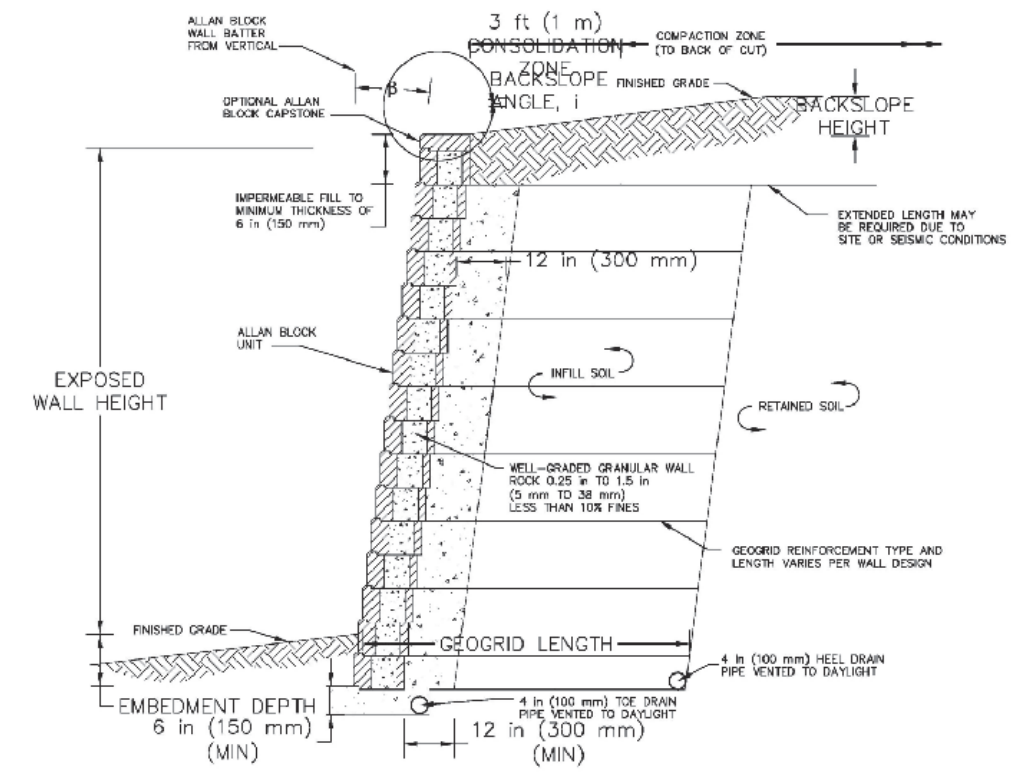 ALLAN BLOCK
WALL BATTER
FROM VERTICAL
3 ft (1 m)
CONSOLIDATION
ZONE
COMPACTION ZONE
(TO BACK OF CUT)
β
BACKSLOPE
ANGLE, i
FINISHED GRADE
BACKSLOPE
HEIGHT
OPTIONAL ALLAN
BLOCK CAPSTONE
IMPERMEABLE FILL TO
MINIMUM THICKNESS OF
6 in (150 mm)
EXTENDED LENGTH MAY
BE REQUIRED DUE TO
SITE OR SEISMIC CONDITIONS
12 in (300 mm)
ALLAN BLOCK
UNIT
EXPOSED
WALL HEIGHT
INFILL SOIL
RETAINED SOIL
WELL-GRADED GRANULAR WALL
ROCK 0.25 in TO 1.5 in
(5 mm TO 38 mm)
LESS THAN 10% FINES
GEOGRID REINFORCEMENT TYPE AND
LENGTH VARIES PER WALL DESIGN
FINISHED GRADE
GEOGRID LENGTH
4 in (100 mm) HEEL DRAIN
PIPE VENTED TO DAYLIGHT
EMBEDMENT DEPTH
6 in (150 mm)
(MIN)
4 in (100 mm) TOE DRAIN
PIPE VENTED TO DAYLIGHT
12 in (300 mm)
(MIN)